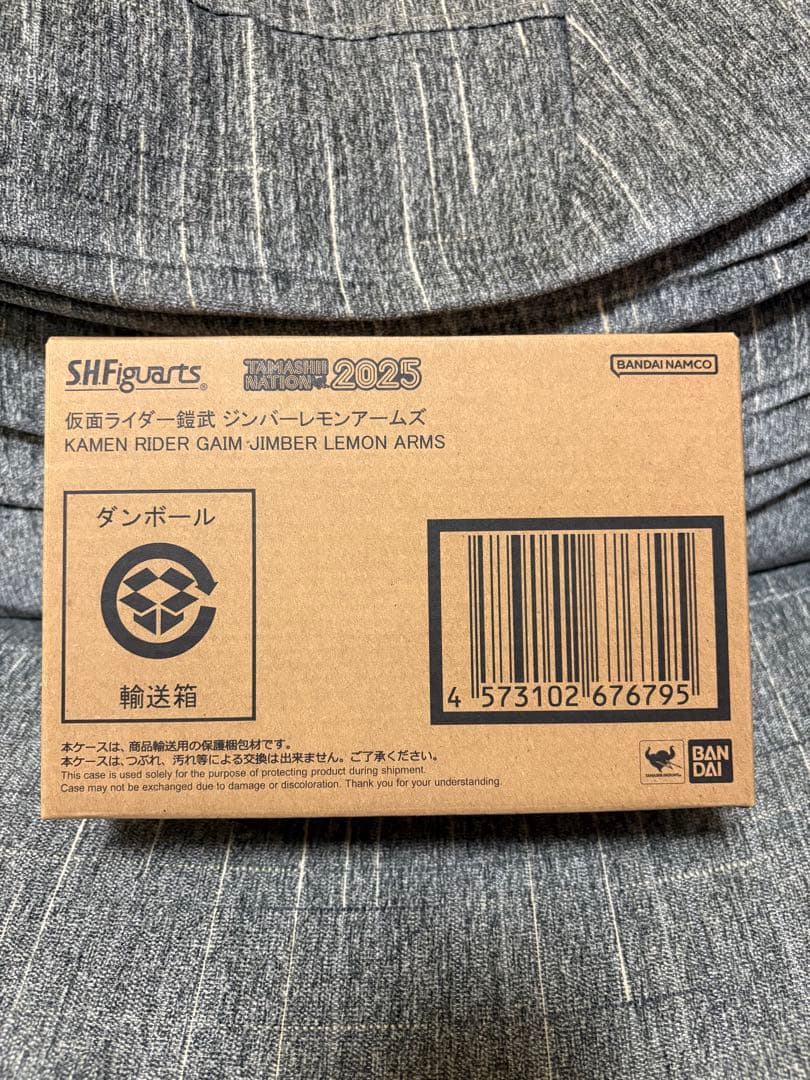 S.H.Figuarts®
TAMASHII NATION 2025
BANDAI NAMCO
仮面ライダー鎧武 ジンバーレモンアームズ
KAMEN RIDER GAIM JIMBER LEMON ARMS
ダンボール
輸送箱
4 573102 676795
本ケースは、商品輸送用の保護梱包材です。
本ケースは、つぶれ、汚れ等による交換は出来ません。ご了承ください。
This case is used solely for the purpose of protecting product during shipment.
Case may not be exchanged due to damage or discoloration. Thank you for your understanding.
BAN
DAI